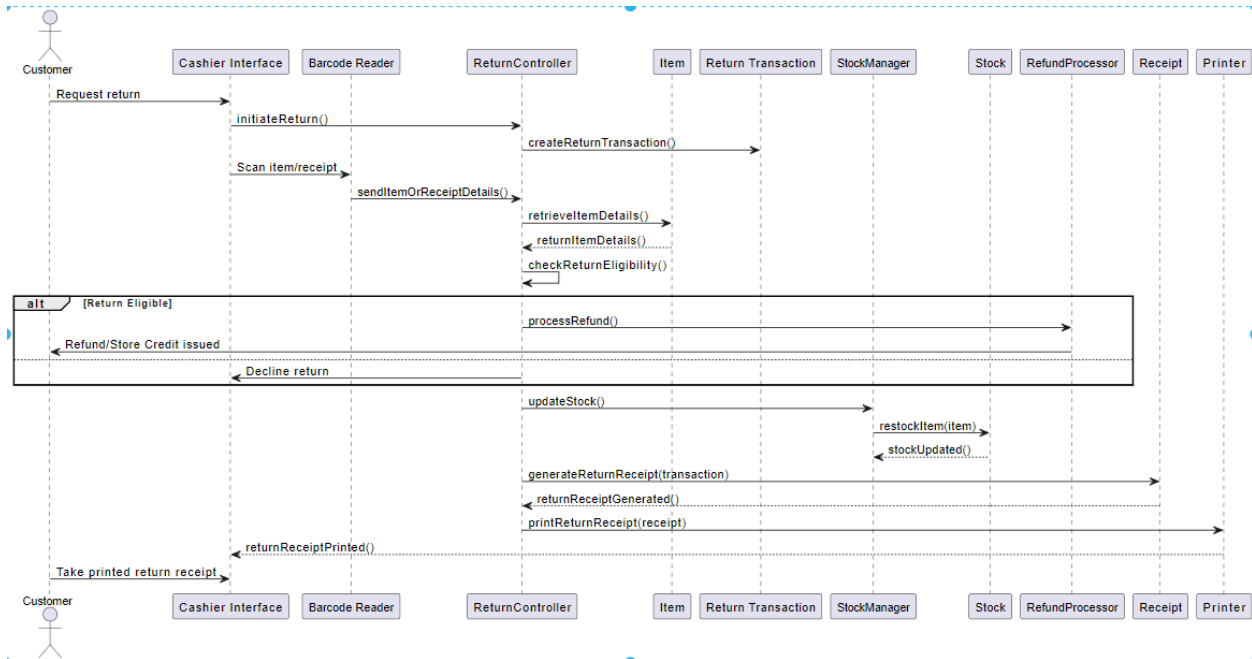 Customer
Cashier Interface
Barcode Reader
ReturnController
Item
Return Transaction
StockManager
Stock
RefundProcessor
Receipt
Printer
Request return
initiateReturn()
createReturnTransaction()
Scan item/receipt
sendItemOrReceiptDetails()
retrieveItemDetails()
returnItemDetails()
checkReturnEligibility()
alt
[Return Eligible]
processRefund()
Refund/Store Credit issued
Decline return
updateStock()
restockItem(item)
stockUpdated()
generateReturnReceipt(transaction)
returnReceiptGenerated()
printReturnReceipt(receipt)
returnReceiptPrinted()
Take printed return receipt
Customer
Cashier Interface
Barcode Reader
ReturnController
Item
Return Transaction
StockManager
Stock
RefundProcessor
Receipt
Printer